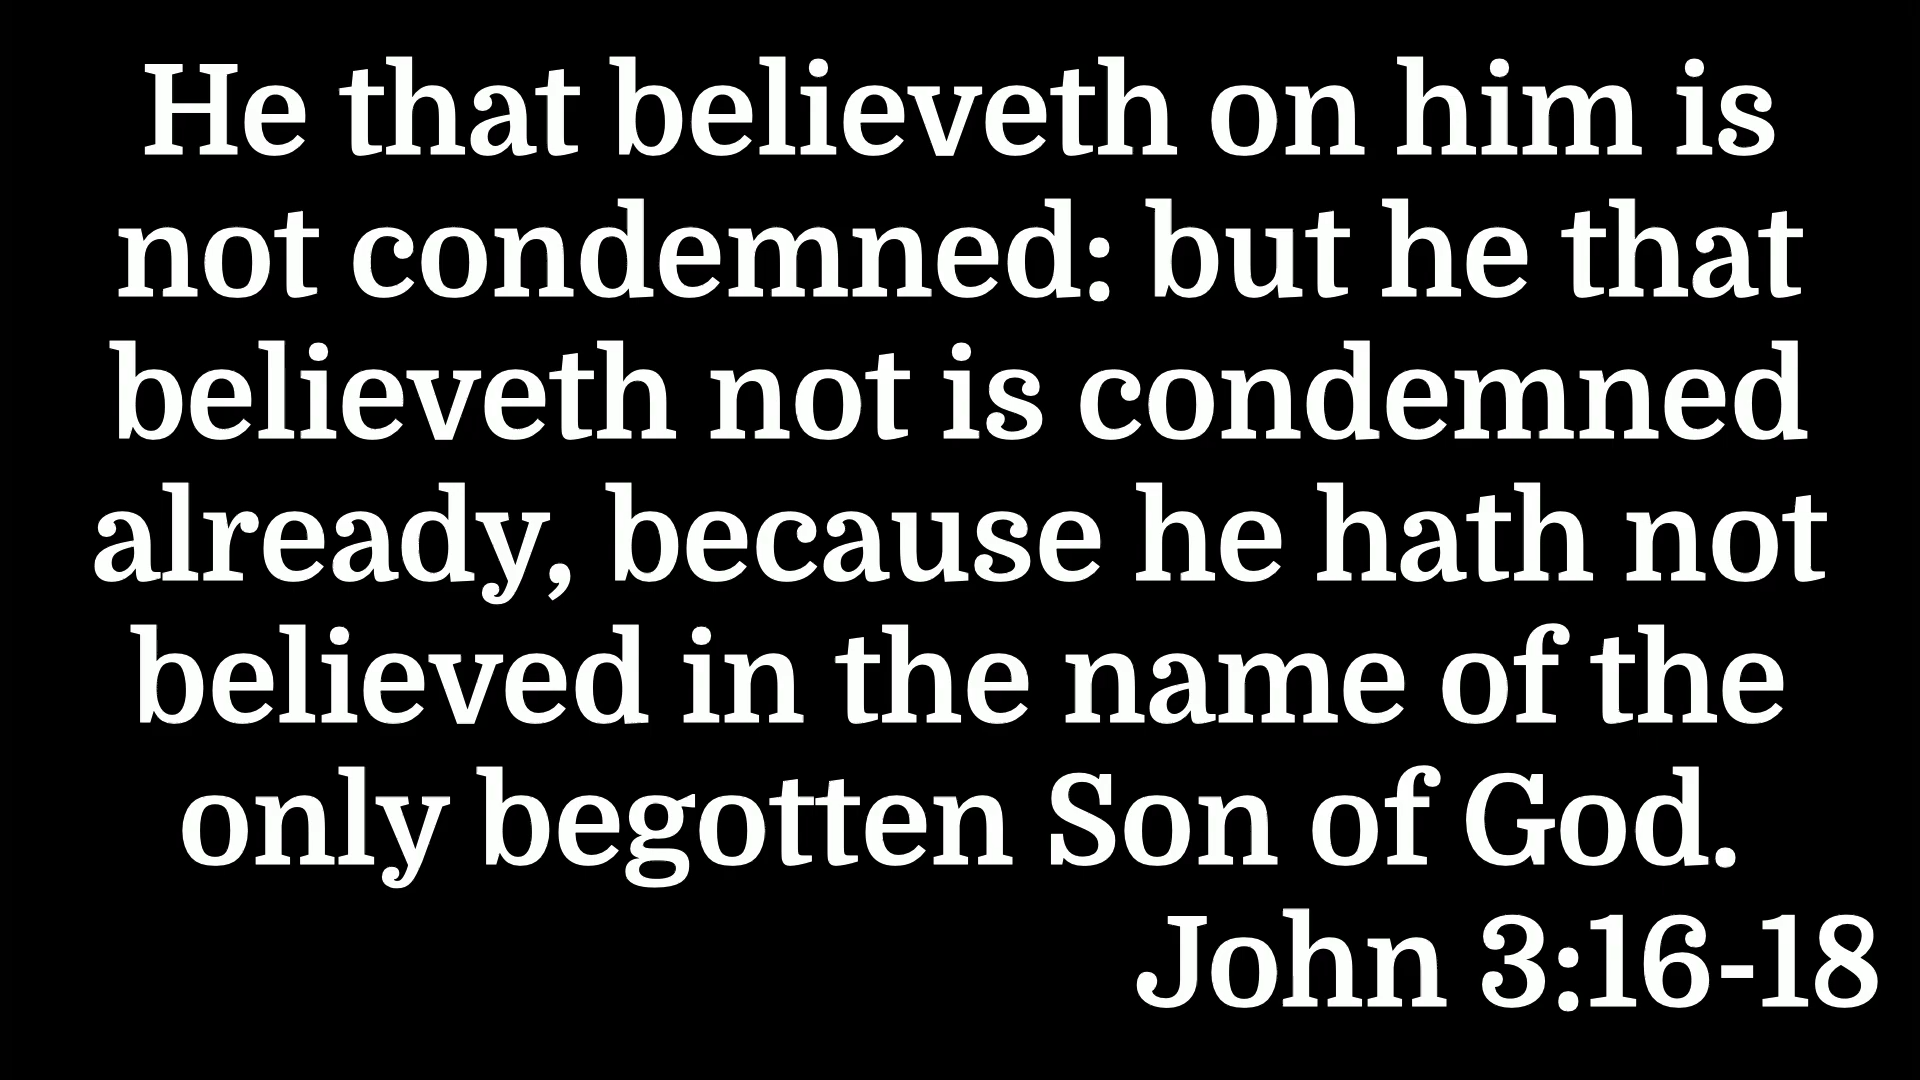 He that believeth on him is
not condemned: but he that
believeth not is condemned
already, because he hath not
believed in the name of the
only begotten Son of God.
John 3:16-18